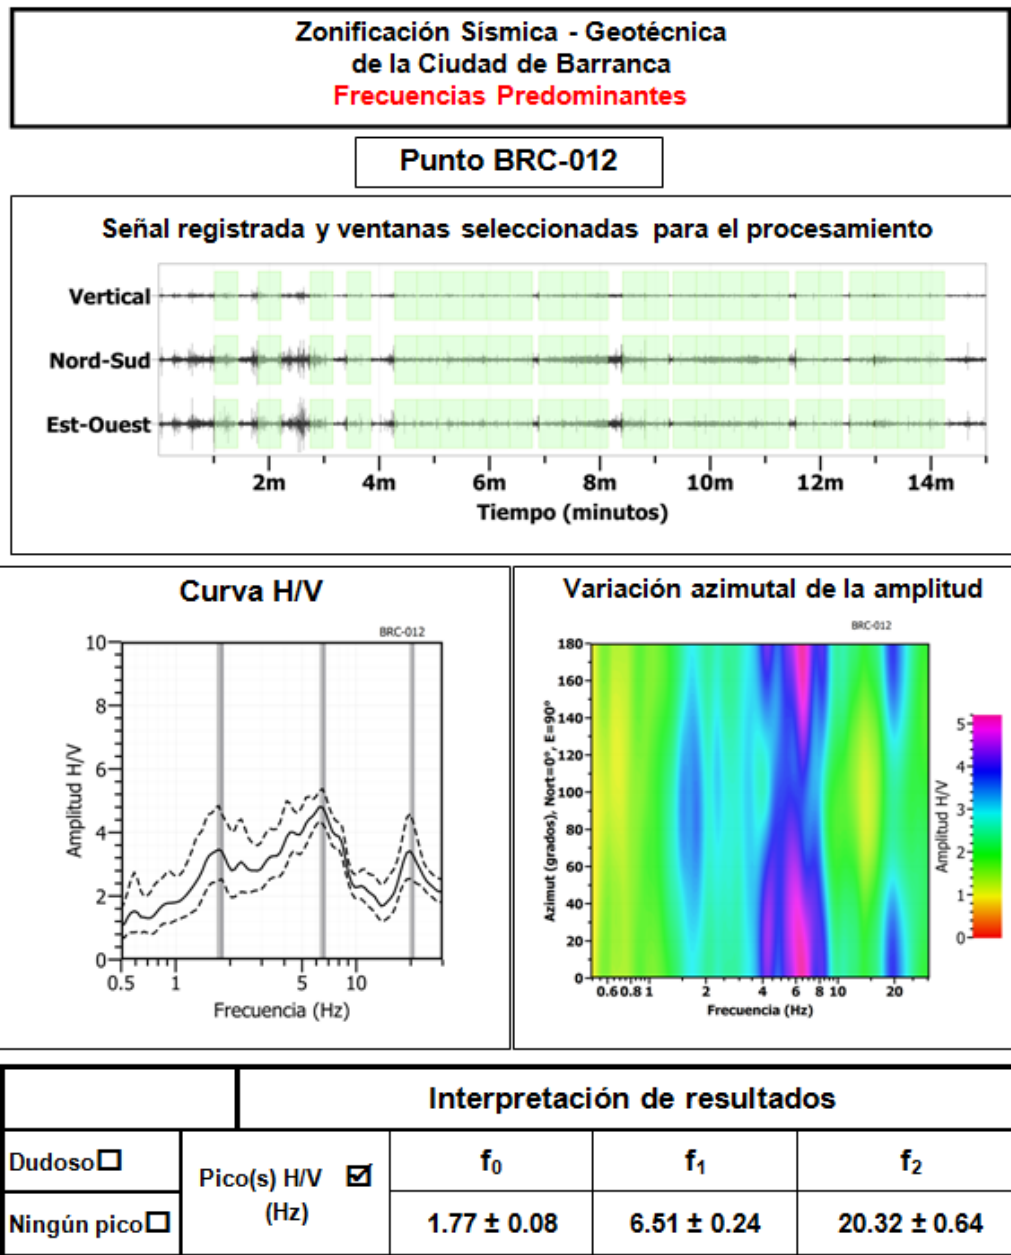 Zonificación Sísmica - Geotécnica
de la Ciudad de Barranca
Frecuencias Predominantes
Punto BRC-012
Señal registrada y ventanas seleccionadas para el procesamiento
Vertical
Nord-Sud
Est-Ouest
2m 4m 6m 8m 10m 12m 14m
Tiempo (minutos)
Curva H/V
BRC-012
10
8
6
4
2
0
Amplitud H/V
0.5 1 5 10
Frecuencia (Hz)
Variación azimutal de la amplitud
BRC-012
180
160
140
120
100
80
60
40
20
0
Azimut (grados), Nort=0°, E=90°
0.6 0.8 1 2 4 6 8 10 20
Frecuencia (Hz)
5
4
3
2
1
0
Amplitud H/V
Interpretación de resultados
Dudoso☐
Ningún pico☐
Pico(s) H/V ☑
(Hz)
f₀ f₁ f₂
1.77 ± 0.08 6.51 ± 0.24 20.32 ± 0.64